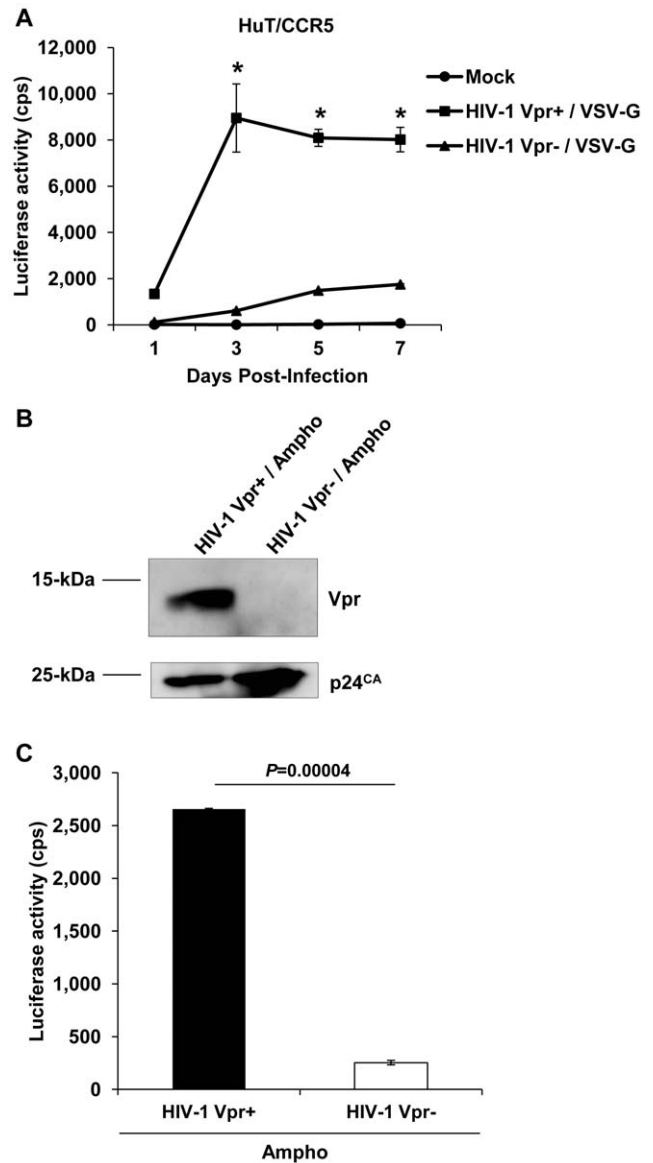 A
HuT/CCR5
Luciferase activity (cps)
12,000
10,000
8,000
6,000
4,000
2,000
0
* * *
1 3 5 7
Days Post-Infection
Mock
HIV-1 Vpr+ / VSV-G
HIV-1 Vpr- / VSV-G
B
HIV-1 Vpr+ / Ampho
HIV-1 Vpr- / Ampho
15-kDa
Vpr
25-kDa
p24CA
C
P=0.00004
Luciferase activity (cps)
3,000
2,500
2,000
1,500
1,000
500
0
HIV-1 Vpr+ HIV-1 Vpr-
Ampho